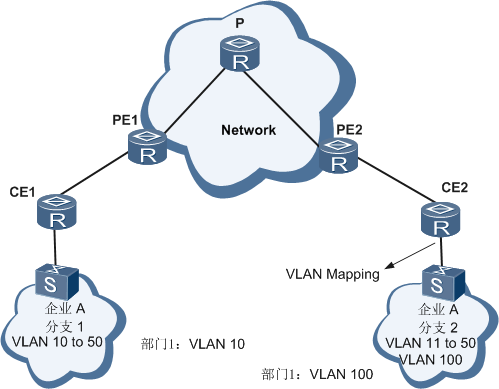 P
PE1
Network
PE2
CE1
CE2
R
R
R
R
R
VLAN Mapping
S
S
企业 A
分支 1
VLAN 10 to 50
部门1：VLAN 10
企业 A
分支 2
VLAN 11 to 50
VLAN 100
部门1：VLAN 100